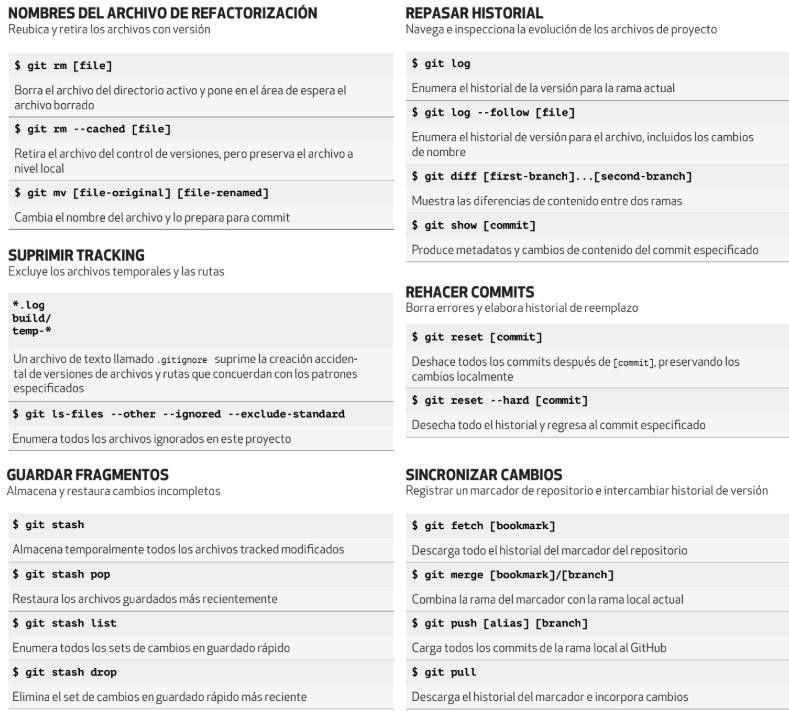 NOMBRES DEL ARCHIVO DE REFACTORIZACIÓN
Reubica y retira los archivos con versión
$ git rm [file]
Borra el archivo del directorio activo y pone en el área de espera el
archivo borrado
$ git rm --cached [file]
Retira el archivo del control de versiones, pero preserva el archivo a
nivel local
$ git mv [file-original] [file-renamed]
Cambia el nombre del archivo y lo prepara para commit
SUPRIMIR TRACKING
Excluye los archivos temporales y las rutas
*.log
build/
temp-*
Un archivo de texto llamado .gitignore suprime la creación acciden-
tal de versiones de archivos y rutas que concuerdan con los patrones
especificados
$ git ls-files --other --ignored --exclude-standard
Enumera todos los archivos ignorados en este proyecto
GUARDAR FRAGMENTOS
Almacena y restaura cambios incompletos
$ git stash
Almacena temporalmente todos los archivos tracked modificados
$ git stash pop
Restaura los archivos guardados más recientemente
$ git stash list
Enumera todos los sets de cambios en guardado rápido
$ git stash drop
Elimina el set de cambios en guardado rápido más reciente
REPASAR HISTORIAL
Navega e inspecciona la evolución de los archivos de proyecto
$ git log
Enumera el historial de la versión para la rama actual
$ git log --follow [file]
Enumera el historial de versión para el archivo, incluidos los cambios
de nombre
$ git diff [first-branch]...[second-branch]
Muestra las diferencias de contenido entre dos ramas
$ git show [commit]
Produce metadatos y cambios de contenido del commit especificado
REHACER COMMITS
Borra errores y elabora historial de reemplazo
$ git reset [commit]
Deshace todos los commits después de [commit], preservando los
cambios localmente
$ git reset --hard [commit]
Desecha todo el historial y regresa al commit especificado
SINCRONIZAR CAMBIOS
Registrar un marcador de repositorio e intercambiar historial de versión
$ git fetch [bookmark]
Descarga todo el historial del marcador del repositorio
$ git merge [bookmark]/[branch]
Combina la rama del marcador con la rama local actual
$ git push [alias] [branch]
Carga todos los commits de la rama local al GitHub
$ git pull
Descarga el historial del marcador e incorpora cambios